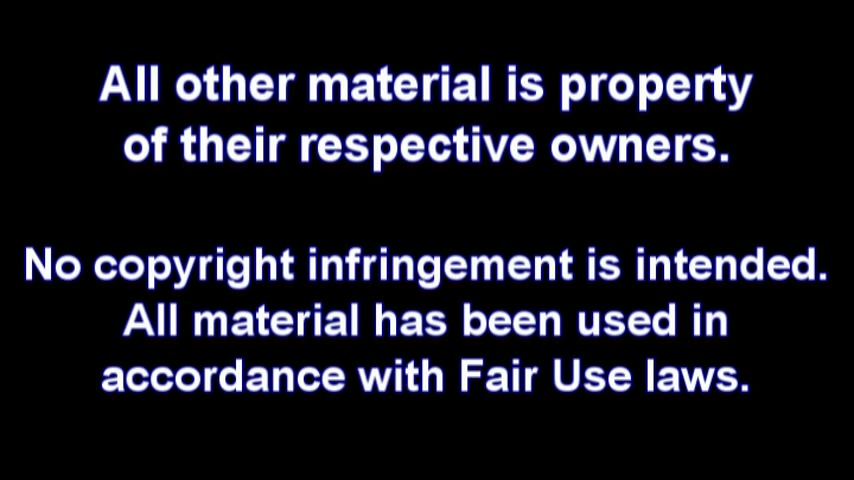 All other material is property
of their respective owners.
No copyright infringement is intended.
All material has been used in
accordance with Fair Use laws.